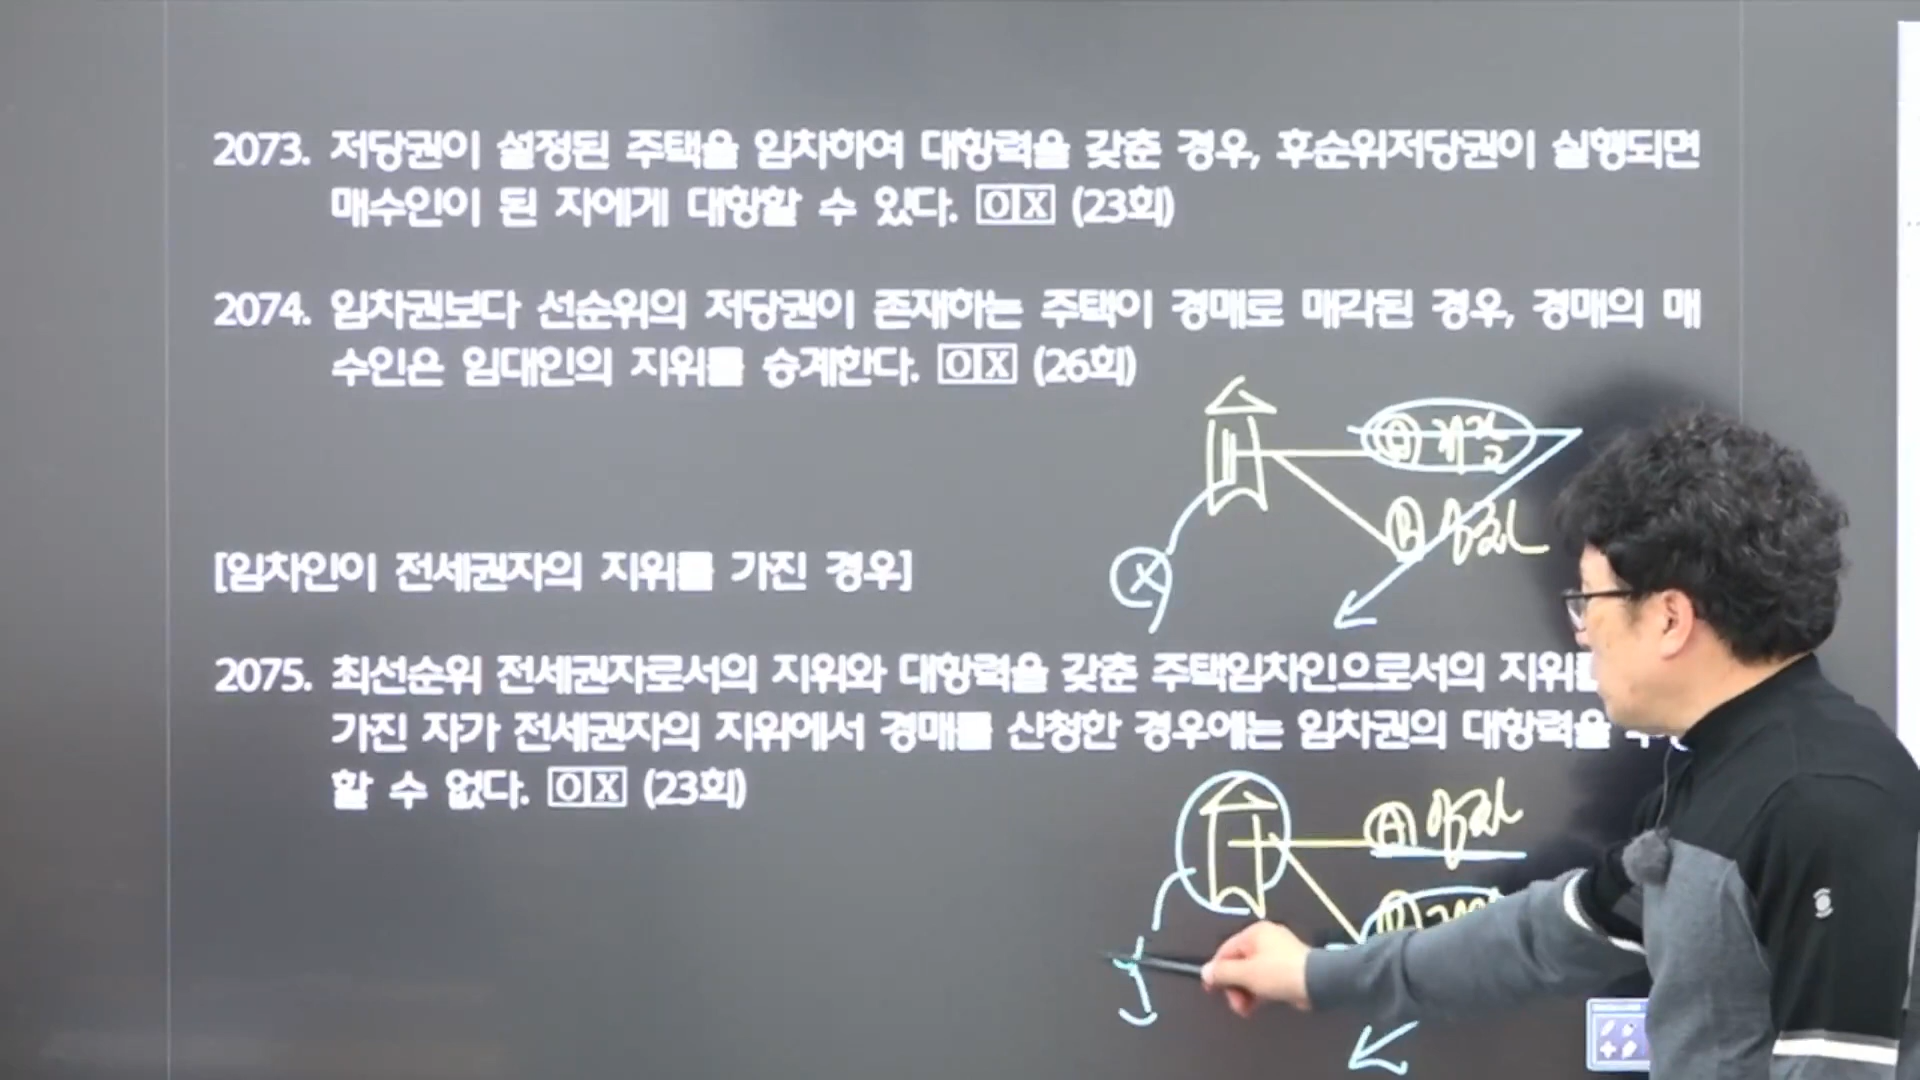 2073. 저당권이 설정된 주택을 임차하여 대항력을 갖춘 경우, 후순위저당권이 실행되면
매수인이 된 자에게 대항할 수 있다. O X (23회)
2074. 임차권보다 선순위의 저당권이 존재하는 주택이 경매로 매각된 경우, 경매의 매
수인은 임대인의 지위를 승계한다. O X (26회)
[임차인이 전세권자의 지위를 가진 경우]
2075. 최선순위 전세권자로서의 지위와 대항력을 갖춘 주택임차인으로서의 지위를
가진 자가 전세권자의 지위에서 경매를 신청한 경우에는 임차권의 대항력을
할 수 없다. O X (23회)